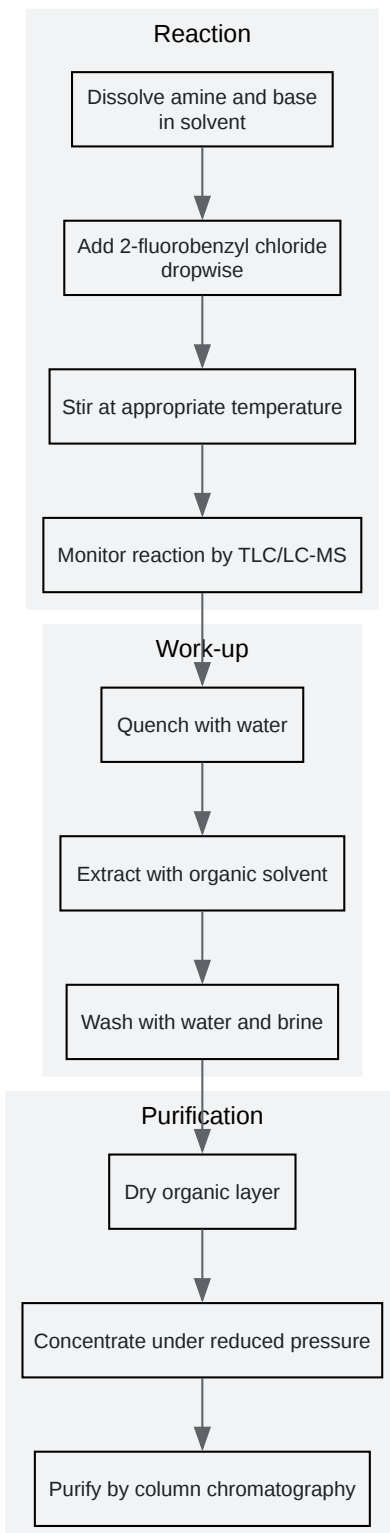 Reaction
Dissolve amine and base
in solvent
Add 2-fluorobenzyl chloride
dropwise
Stir at appropriate temperature
Monitor reaction by TLC/LC-MS
Work-up
Quench with water
Extract with organic solvent
Wash with water and brine
Purification
Dry organic layer
Concentrate under reduced pressure
Purify by column chromatography